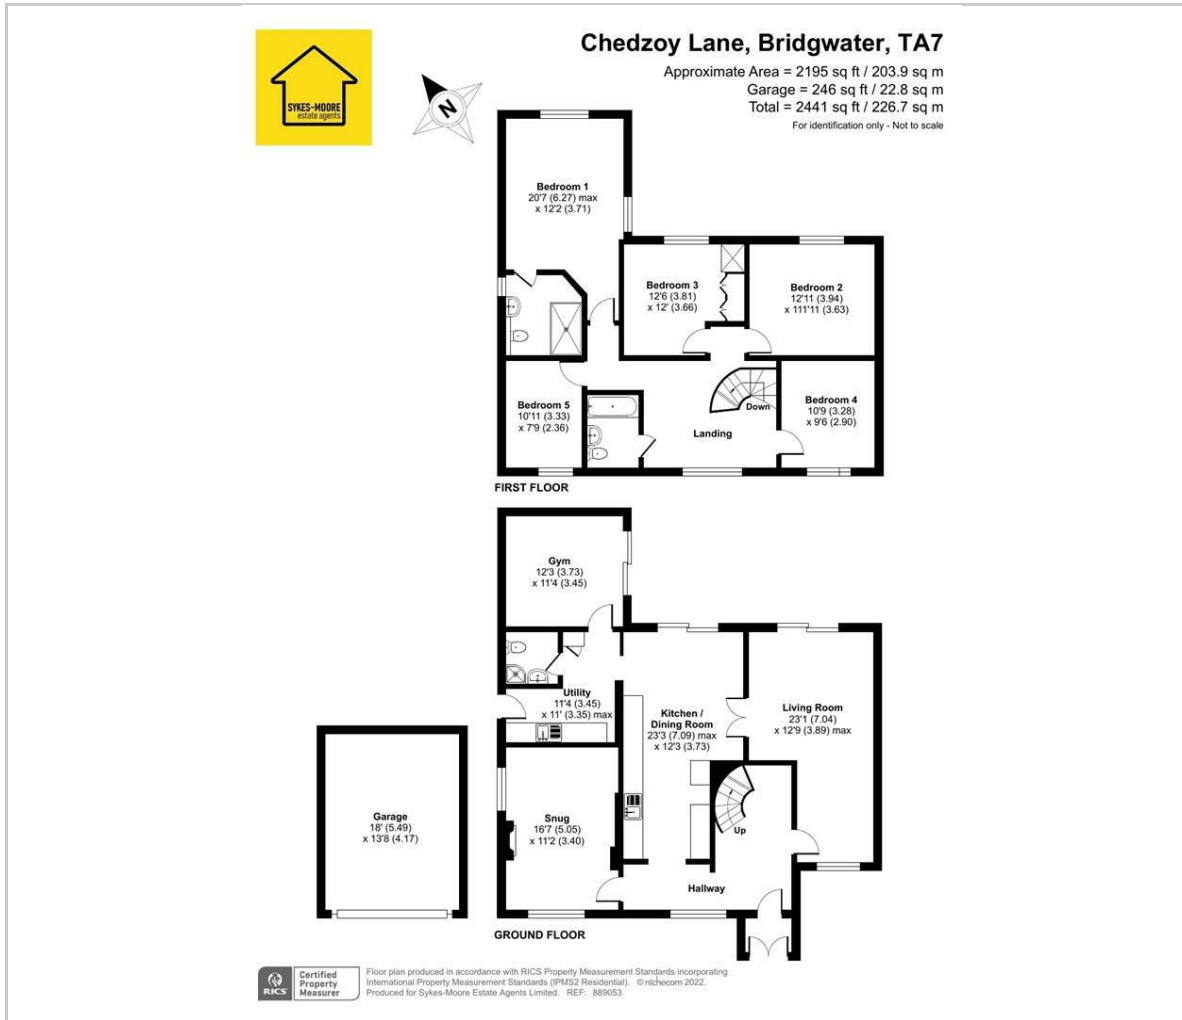 Chedzoy Lane, Bridgwater, TA7
Approximate Area = 2195 sq ft / 203.9 sq m
Garage = 246 sq ft / 22.8 sq m
Total = 2441 sq ft / 226.7 sq m
For identification only - Not to scale
SYKES-MOORE
estate agents
N
Bedroom 1
20'7 (6.27) max
x 12'2 (3.71)
Bedroom 3
12'6 (3.81)
x 12' (3.66)
Bedroom 2
12'11 (3.94)
x 111'11 (3.63)
Bedroom 5
10'11 (3.33)
x 7'9 (2.36)
Down
Landing
Bedroom 4
10'9 (3.28)
x 9'6 (2.90)
FIRST FLOOR
Gym
12'3 (3.73)
x 11'4 (3.45)
Utility
11'4 (3.45)
x 11' (3.35) max
Kitchen /
Dining Room
23'3 (7.09) max
x 12'3 (3.73)
Living Room
23'1 (7.04)
x 12'9 (3.89) max
Garage
18' (5.49)
x 13'8 (4.17)
Snug
16'7 (5.05)
x 11'2 (3.40)
Up
Hallway
GROUND FLOOR
RICS
Certified
Property
Measurer
Floor plan produced in accordance with RICS Property Measurement Standards incorporating
International Property Measurement Standards (IPMS2 Residential). © nichecom 2022.
Produced for Sykes-Moore Estate Agents Limited. REF: 889053